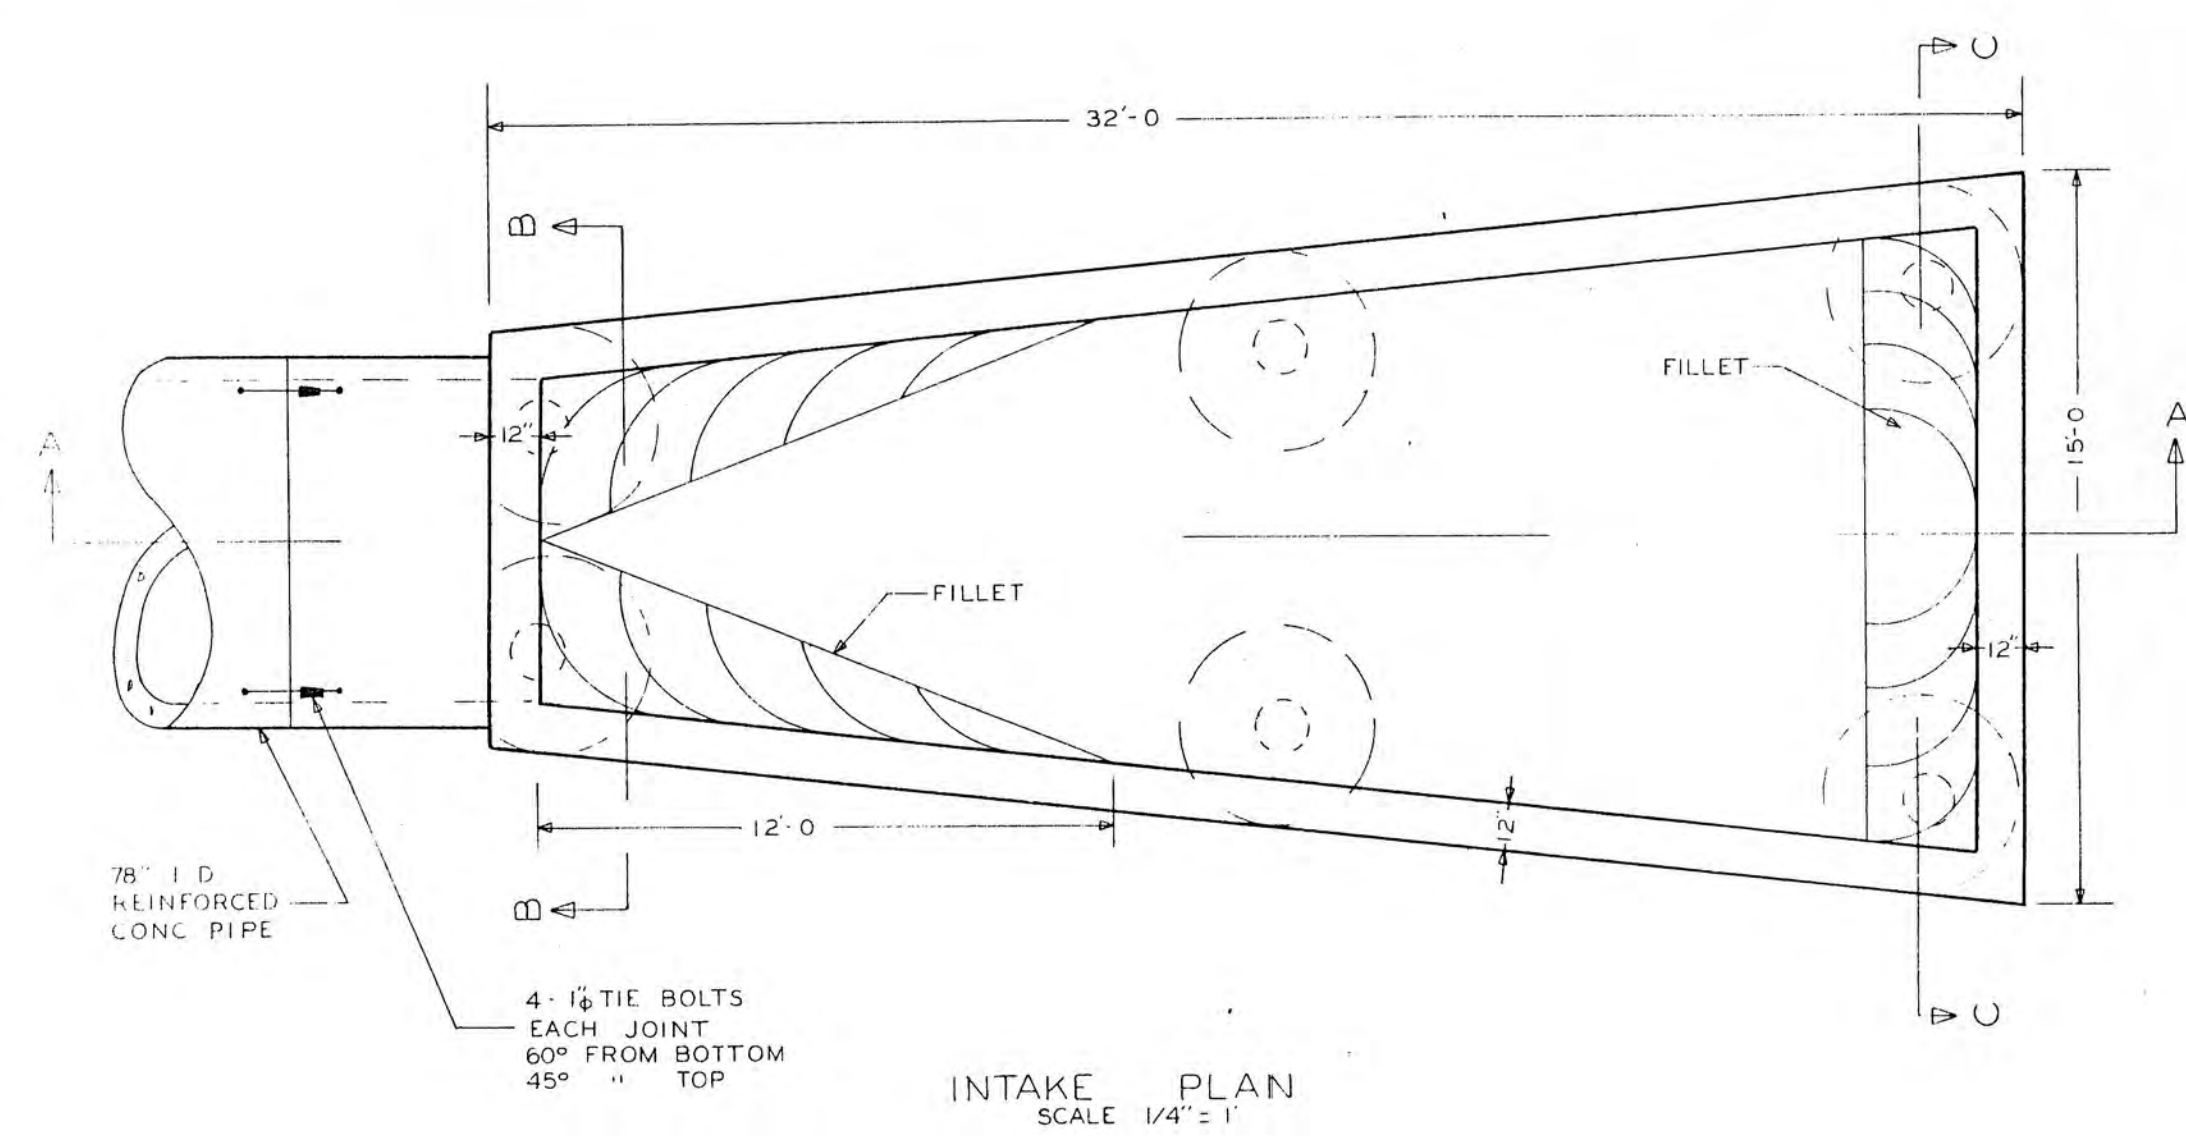 C
32'-0
B
FILLET
12"
A
A
15'-0
FILLET
12"
12'-0
12"
78" I D
REINFORCED
CONC PIPE
B
4- 1"ϕ TIE BOLTS
EACH JOINT
60° FROM BOTTOM
45° " TOP
C
INTAKE PLAN
SCALE 1/4" = 1'